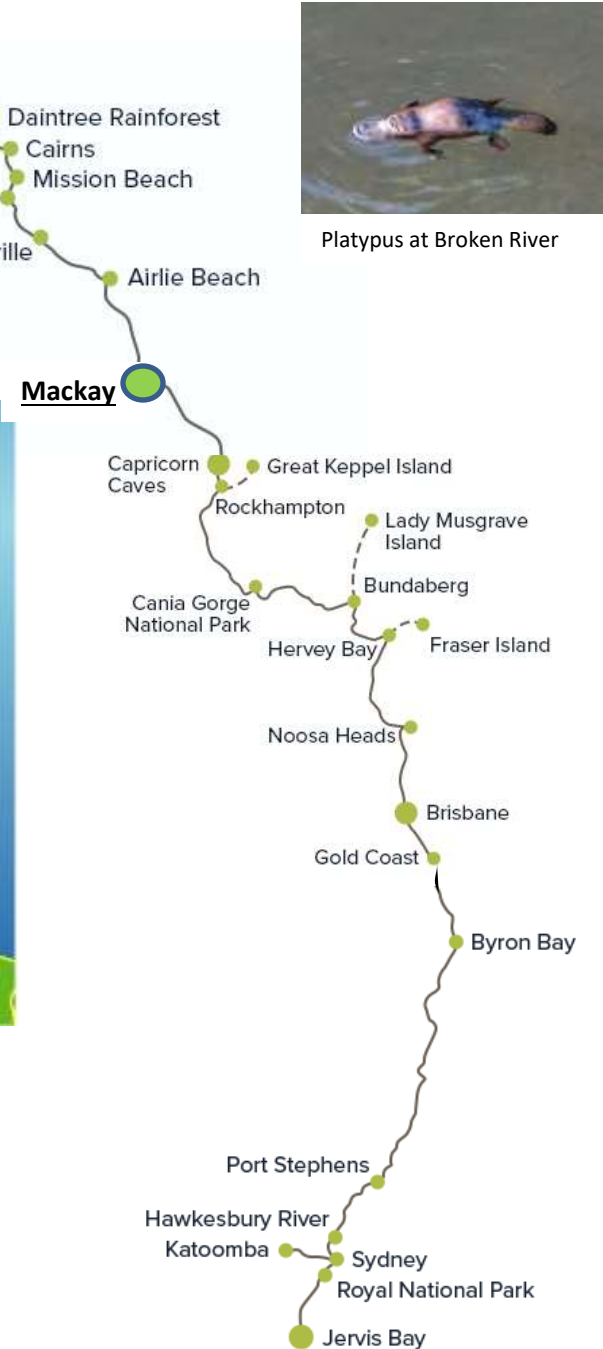 Platypus at Broken River
Daintree Rainforest
Cairns
Mission Beach
ville
Airlie Beach
Mackay
Capricorn
Caves
Great Keppel Island
Rockhampton
Lady Musgrave
Island
Bundaberg
Cania Gorge
National Park
Hervey Bay
Fraser Island
Noosa Heads
Brisbane
Gold Coast
Byron Bay
Port Stephens
Hawkesbury River
Katoomba
Sydney
Royal National Park
Jervis Bay